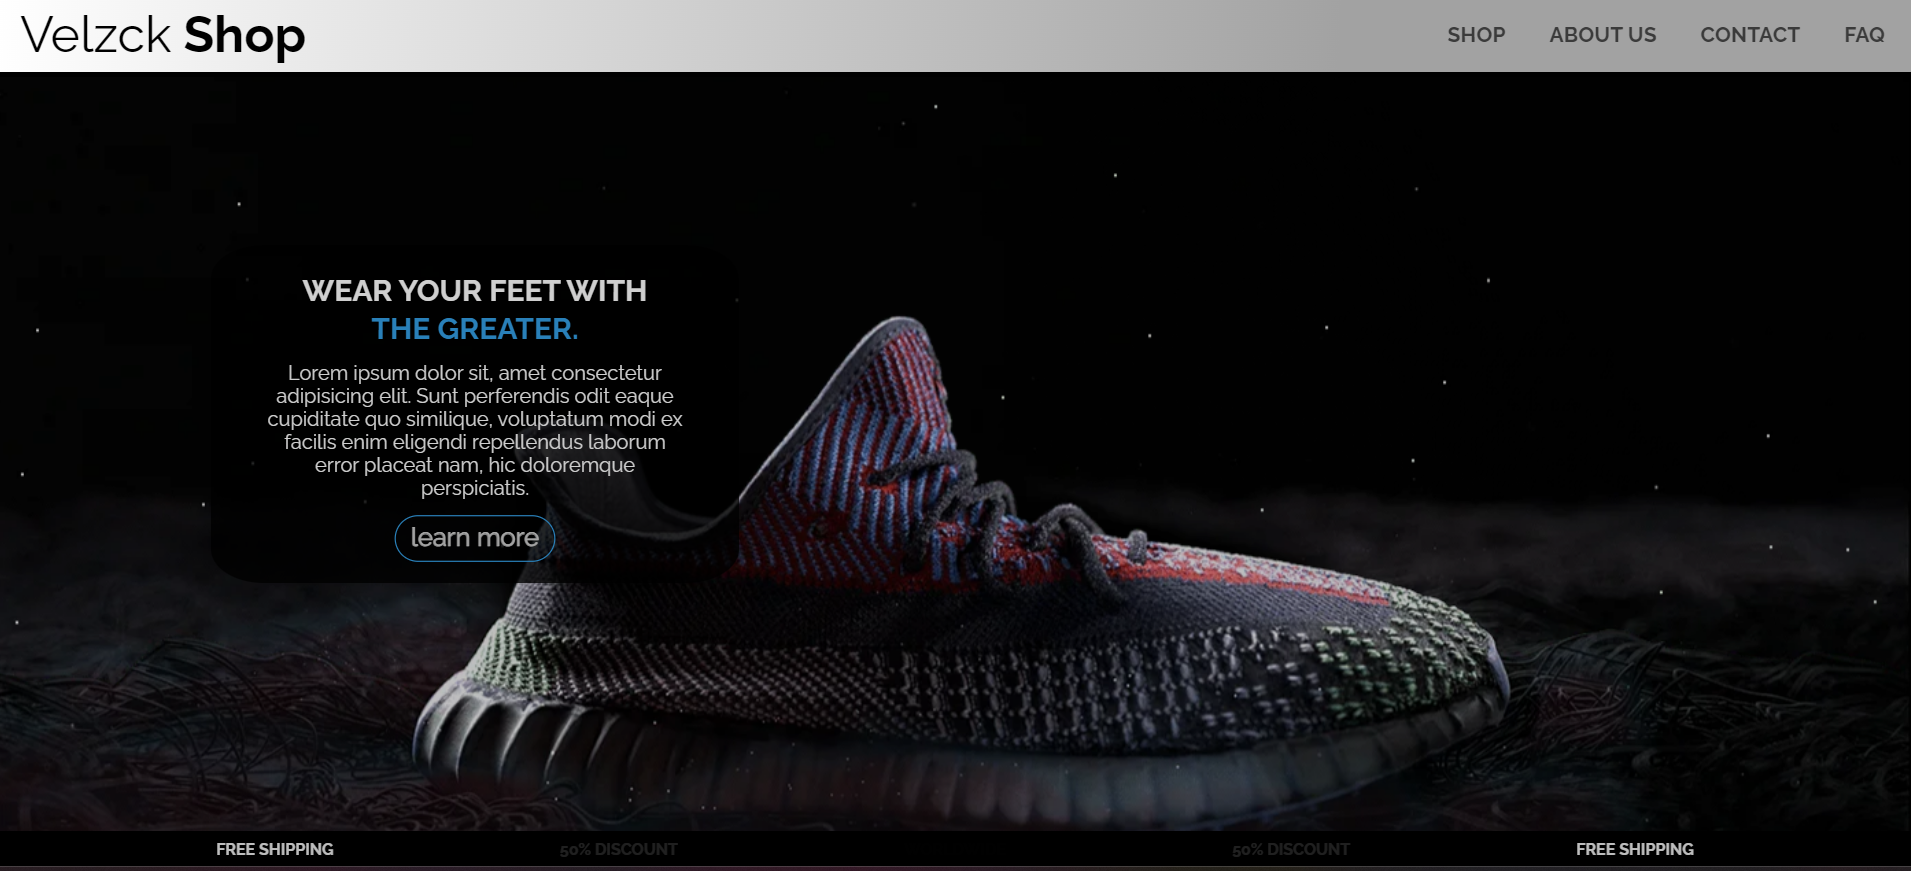 Velzck Shop
SHOP ABOUT US CONTACT FAQ
WEAR YOUR FEET WITH
THE GREATER.
Lorem ipsum dolor sit, amet consectetur
adipisicing elit. Sunt perferendis odit eaque
cupiditate quo similique, voluptatum modi ex
facilis enim eligendi repellendus laborum
error placeat nam, hic doloremque
perspiciatis.
learn more
FREE SHIPPING 50% DISCOUNT 50% DISCOUNT FREE SHIPPING